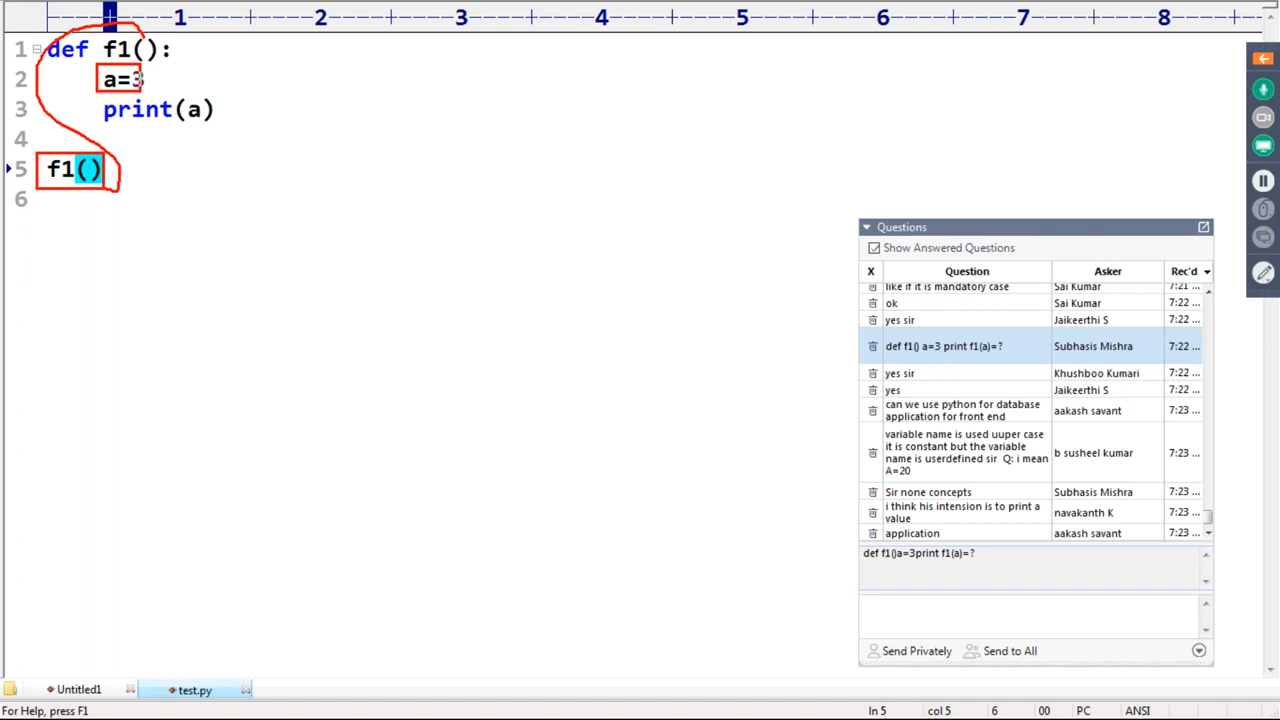 1 2 3 4 5 6 7 8
1 def f1():
2 a=3
3 print(a)
4
5 f1()
6
Questions
Show Answered Questions
X Question Asker Rec'd
like if it is mandatory case Sai Kumar 7:21 ...
ok Sai Kumar 7:22 ...
yes sir Jaikeerthi S 7:22 ...
def f1() a=3 print f1(a)=? Subhasis Mishra 7:22 ...
yes sir Khushboo Kumari 7:22 ...
yes Jaikeerthi S 7:22 ...
can we use python for database
application for front end aakash savant 7:23 ...
variable name is used uuper case
it is constant but the variable
name is userdefined sir Q: i mean
A=20 b susheel kumar 7:23 ...
Sir none concepts Subhasis Mishra 7:23 ...
i think his intension is to print a
value navakanth K 7:23 ...
application aakash savant 7:23 ...
def f1()a=3print f1(a)=?
Send Privately Send to All
Untitled1 test.py
For Help, press F1 ln 5 col 5 6 00 PC ANSI